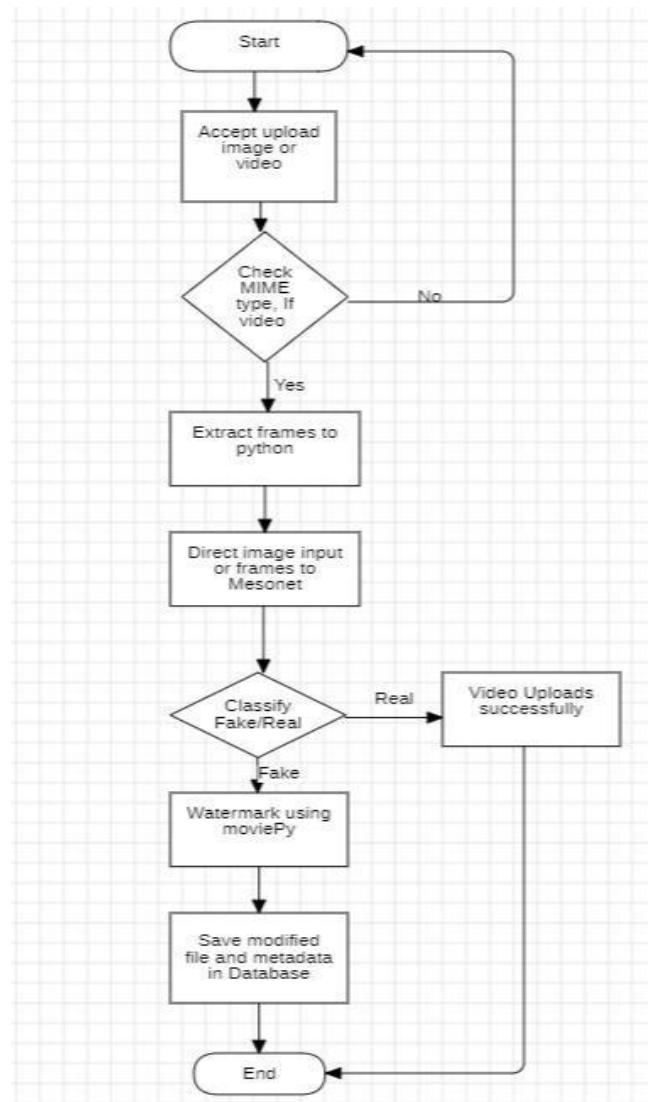 Start
Accept upload
image or
video
Check
MIME
type, If
video
No
Yes
Extract frames to
python
Direct image input
or frames to
Mesonet
Classify
Fake/Real
Real
Video Uploads
successfully
Fake
Watermark using
moviePy
Save modified
file and metadata
in Database
End